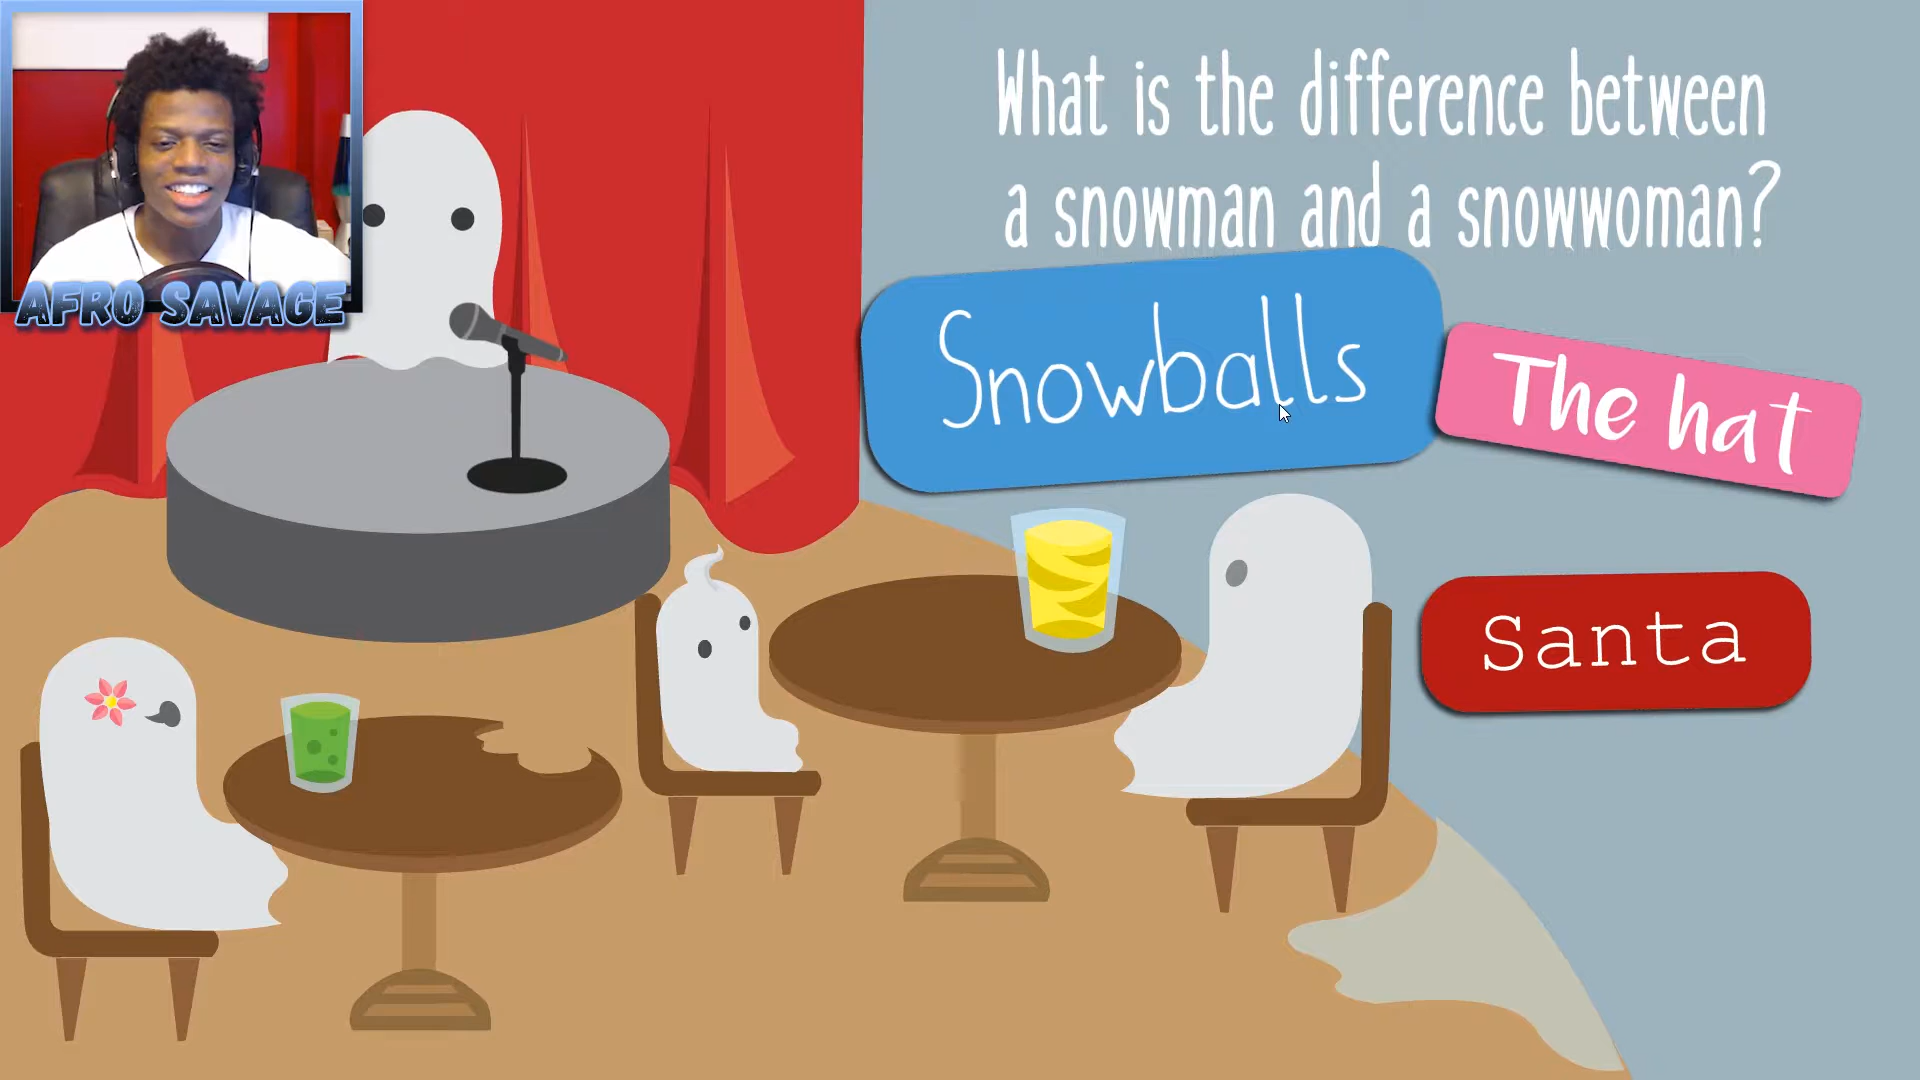 AFRO SAVAGE
What is the difference between
a snowman and a snowwoman?
Snowballs
The hat
Santa